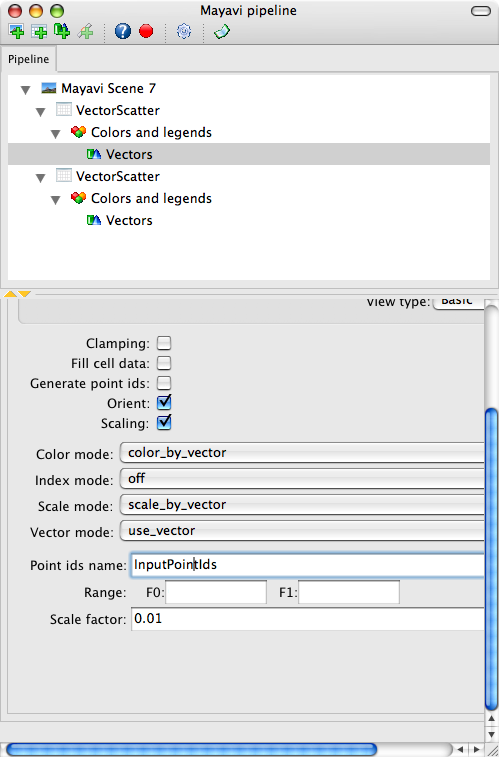 Mayavi pipeline
Pipeline
Mayavi Scene 7
VectorScatter
Colors and legends
Vectors
VectorScatter
Colors and legends
Vectors
View type: Basic
Clamping:
Fill cell data:
Generate point ids:
Orient:
Scaling:
Color mode: color_by_vector
Index mode: off
Scale mode: scale_by_vector
Vector mode: use_vector
Point ids name: InputPointIds
Range: F0: F1:
Scale factor: 0.01